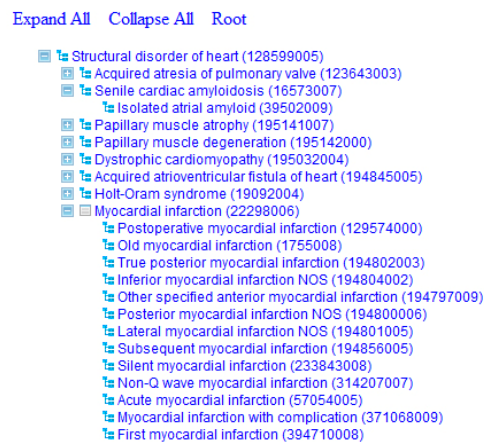 Expand All Collapse All Root
Structural disorder of heart (128599005)
Acquired atresia of pulmonary valve (123643003)
Senile cardiac amyloidosis (16573007)
Isolated atrial amyloid (39502009)
Papillary muscle atrophy (195141007)
Papillary muscle degeneration (195142000)
Dystrophic cardiomyopathy (195032004)
Acquired atrioventricular fistula of heart (194845005)
Holt-Oram syndrome (19092004)
Myocardial infarction (22298006)
Postoperative myocardial infarction (129574000)
Old myocardial infarction (1755008)
True posterior myocardial infarction (194802003)
Inferior myocardial infarction NOS (194804002)
Other specified anterior myocardial infarction (194797009)
Posterior myocardial infarction NOS (194800006)
Lateral myocardial infarction NOS (194801005)
Subsequent myocardial infarction (194856005)
Silent myocardial infarction (233843008)
Non-Q wave myocardial infarction (314207007)
Acute myocardial infarction (57054005)
Myocardial infarction with complication (371068009)
First myocardial infarction (394710008)